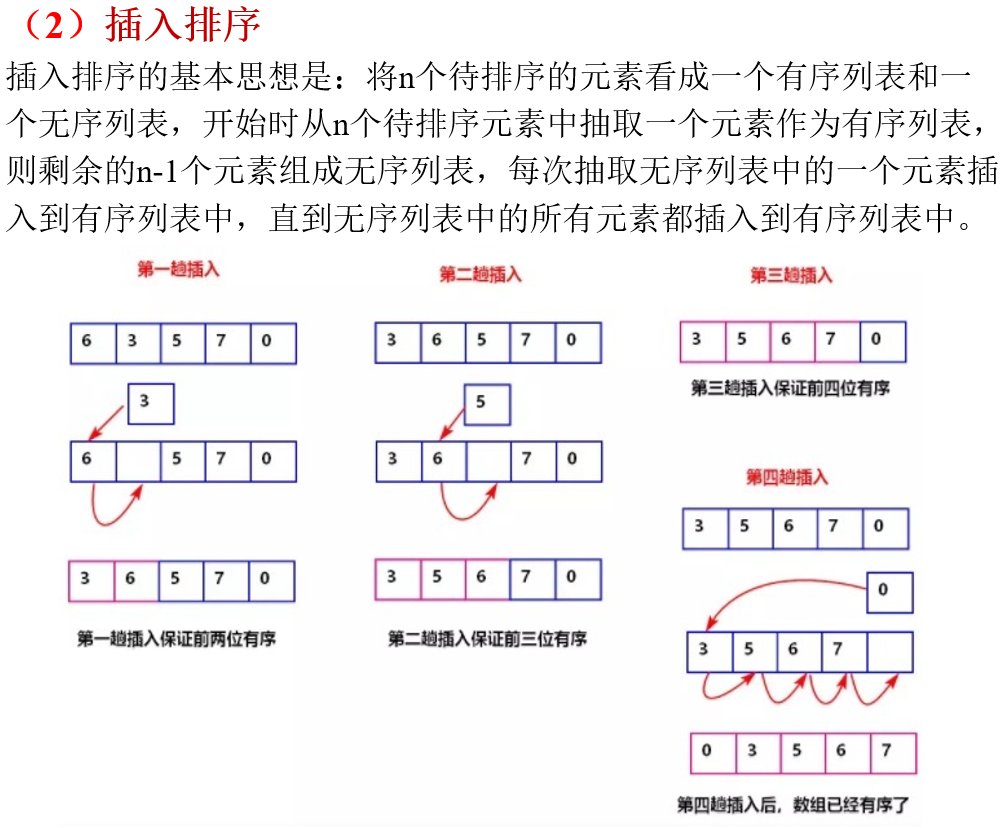 （2）插入排序
插入排序的基本思想是：将n个待排序的元素看成一个有序列表和一
个无序列表，开始时从n个待排序元素中抽取一个元素作为有序列表，
则剩余的n-1个元素组成无序列表，每次抽取无序列表中的一个元素插
入到有序列表中，直到无序列表中的所有元素都插入到有序列表中。
第一趟插入
6 3 5 7 0
3
6 5 7 0
3 6 5 7 0
第一趟插入保证前两位有序
第二趟插入
3 6 5 7 0
5
3 6 7 0
3 5 6 7 0
第二趟插入保证前三位有序
第三趟插入
3 5 6 7 0
第三趟插入保证前四位有序
第四趟插入
3 5 6 7 0
0
3 5 6 7
0 3 5 6 7
第四趟插入后，数组已经有序了